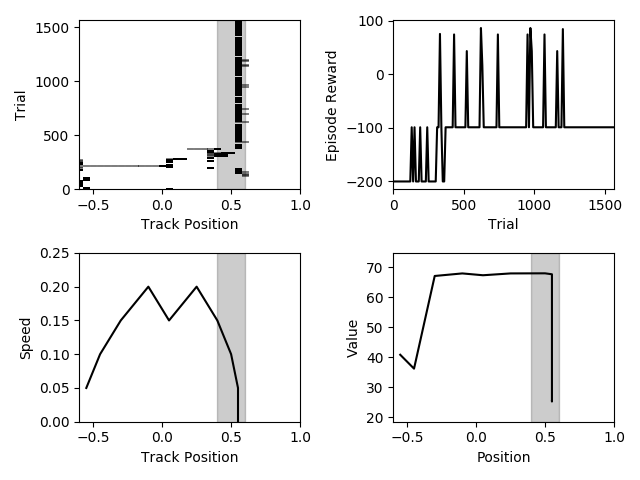 1500
1000
500
0
Trial
−0.5 0.0 0.5 1.0
Track Position
100
0
−100
−200
Episode Reward
0 500 1000 1500
Trial
0.25
0.20
0.15
0.10
0.05
0.00
Speed
−0.5 0.0 0.5 1.0
Track Position
70
60
50
40
30
20
Value
−0.5 0.0 0.5 1.0
Position